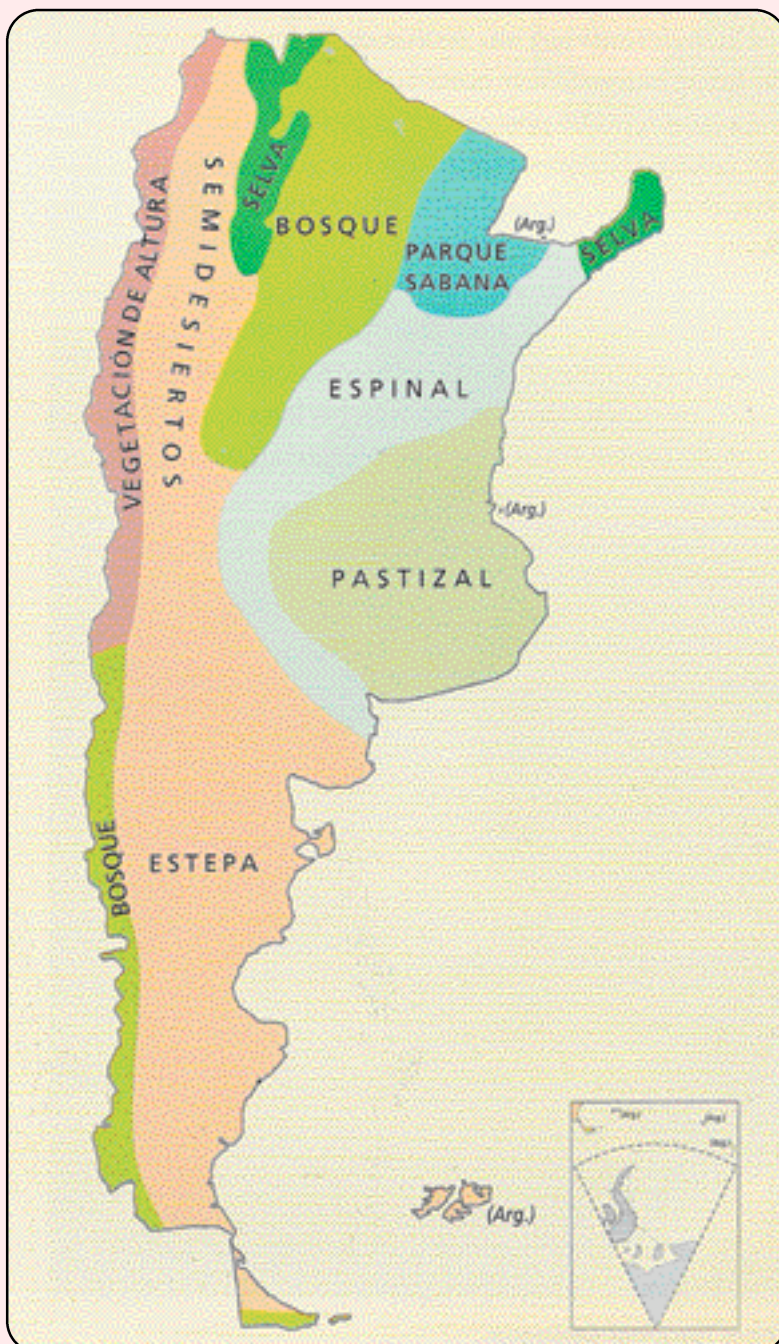 SELVA
SEMIDESIERTOS
VEGETACIÓN DE ALTURA
BOSQUE
PARQUE
SABANA
(Arg.)
SELVA
ESPINAL
(Arg.)
PASTIZAL
BOSQUE
ESTEPA
(Arg.)